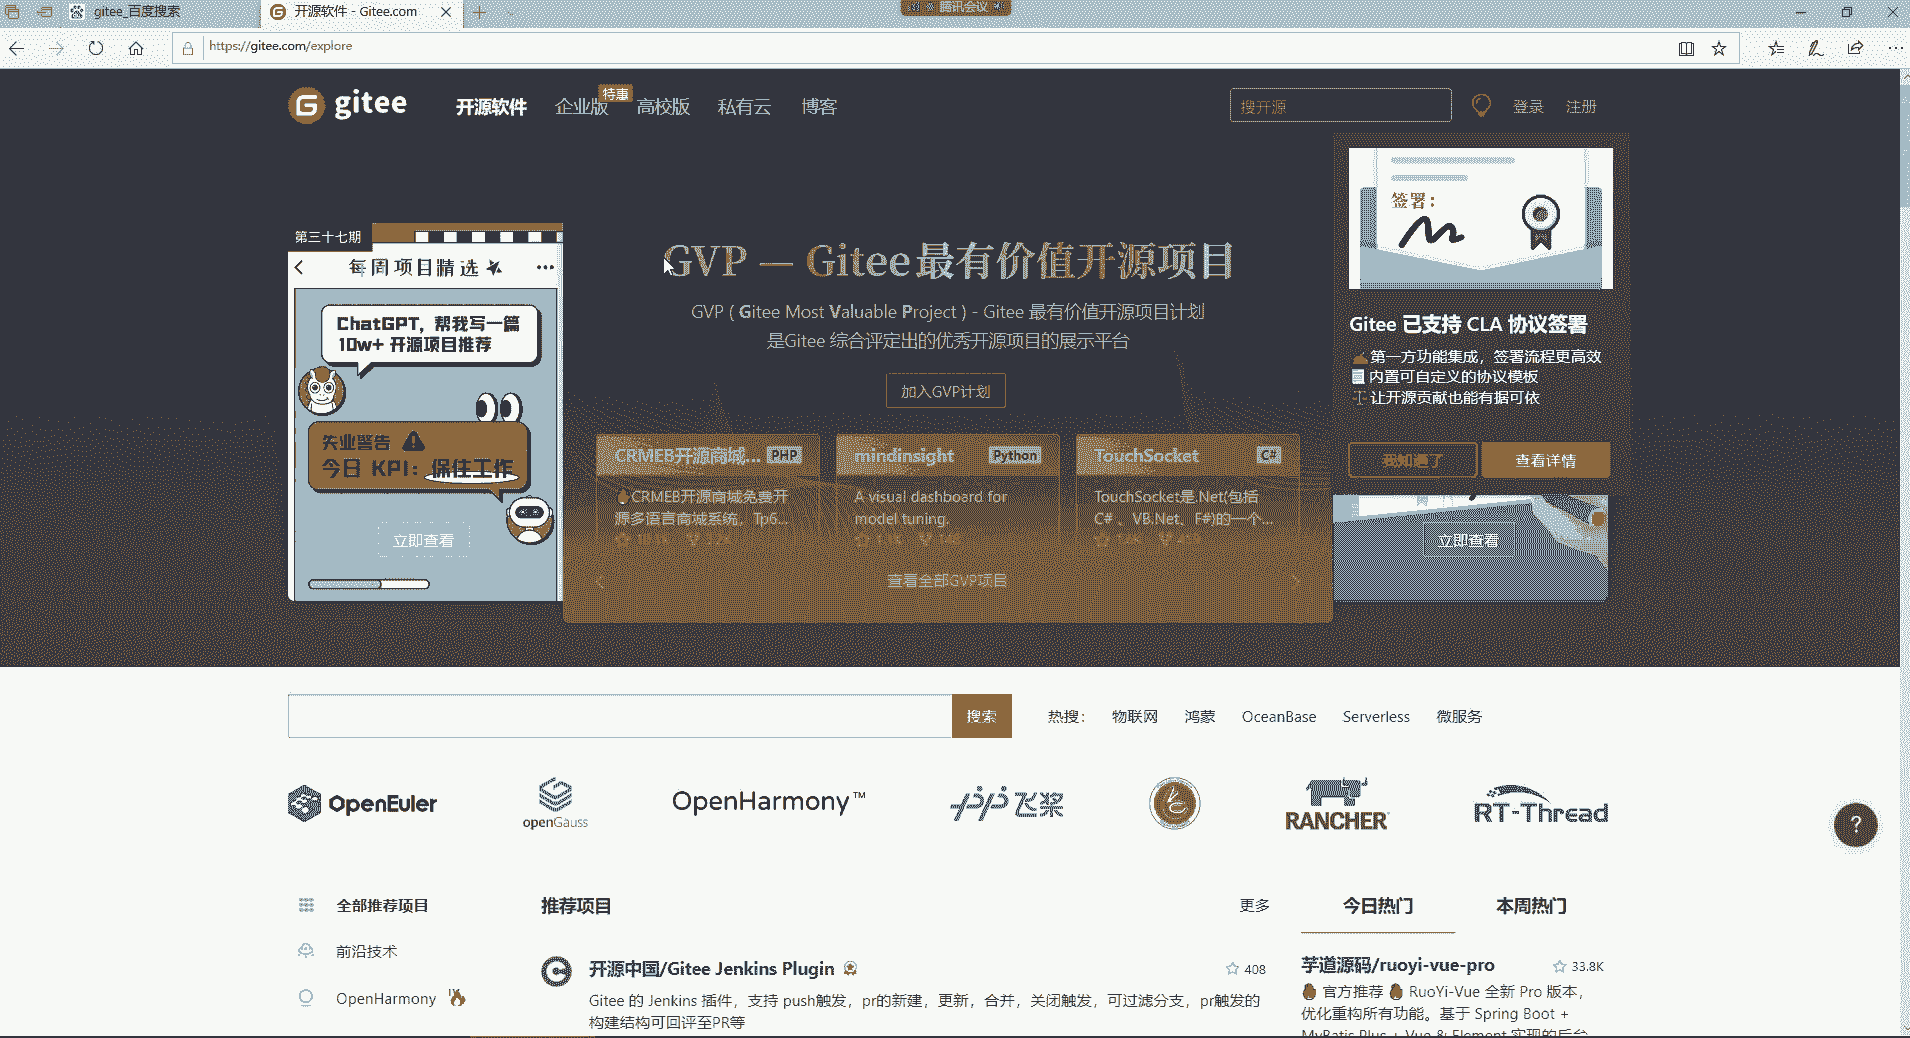 gitee_百度搜索
开源软件 - Gitee.com
腾讯会议
https://gitee.com/explore
gitee
开源软件
企业版
特惠
高校版
私有云
博客
搜开源
登录
注册
第三十七期
每周项目精选
ChatGPT，帮我写一篇
10w+ 开源项目推荐
失业警告
今日 KPI：保住工作
立即查看
GVP — Gitee最有价值开源项目
GVP ( Gitee Most Valuable Project ) - Gitee 最有价值开源项目计划
是Gitee 综合评定出的优秀开源项目的展示平台
加入GVP计划
CRMEB开源商城... PHP
CRMEB开源商城免费开
源多语言商城系统，Tp6...
mindinsight Python
A visual dashboard for
model tuning.
TouchSocket C#
TouchSocket是.Net(包括
C# 、VB.Net、F#)的一个...
查看全部GVP项目
签署：
Gitee 已支持 CLA 协议签署
第一方功能集成，签署流程更高效
内置可自定义的协议模板
让开源贡献也能有据可依
我知道了
查看详情
立即查看
搜索
热搜：
物联网
鸿蒙
OceanBase
Serverless
微服务
OpenEuler
openGauss
OpenHarmony™
飞桨
RANCHER
RT-Thread
全部推荐项目
前沿技术
OpenHarmony
推荐项目
更多
开源中国/Gitee Jenkins Plugin
408
Gitee 的 Jenkins 插件，支持 push触发，pr的新建，更新，合并，关闭触发，可过滤分支，pr触发的
构建结构可回评至PR等
今日热门
本周热门
芋道源码/ruoyi-vue-pro
33.8K
官方推荐 RuoYi-Vue 全新 Pro 版本，
优化重构所有功能。基于 Spring Boot +
MyBatis Plus + Vue & Element 实现的后台